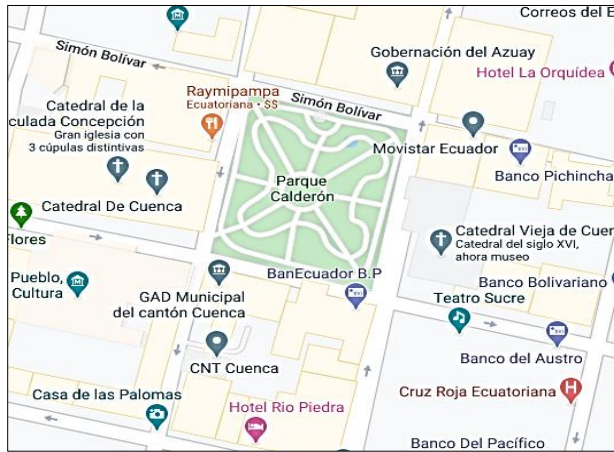 Correos del E
Simón Bolívar
Gobernación del Azuay
Hotel La Orquídea
Raymipampa
Ecuatoriana • $$
Simón Bolívar
Catedral de la
culada Concepción
Gran iglesia con
3 cúpulas distintivas
Movistar Ecuador
Banco Pichincha
Parque
Calderón
Catedral De Cuenca
Flores
Catedral Vieja de Cuen
Catedral del siglo XVI,
ahora museo
Pueblo,
Cultura
BanEcuador B.P
Banco Bolivariano
GAD Municipal
del cantón Cuenca
Teatro Sucre
Banco del Austro
CNT Cuenca
Casa de las Palomas
Hotel Rio Piedra
Cruz Roja Ecuatoriana
H
Banco Del Pacífico